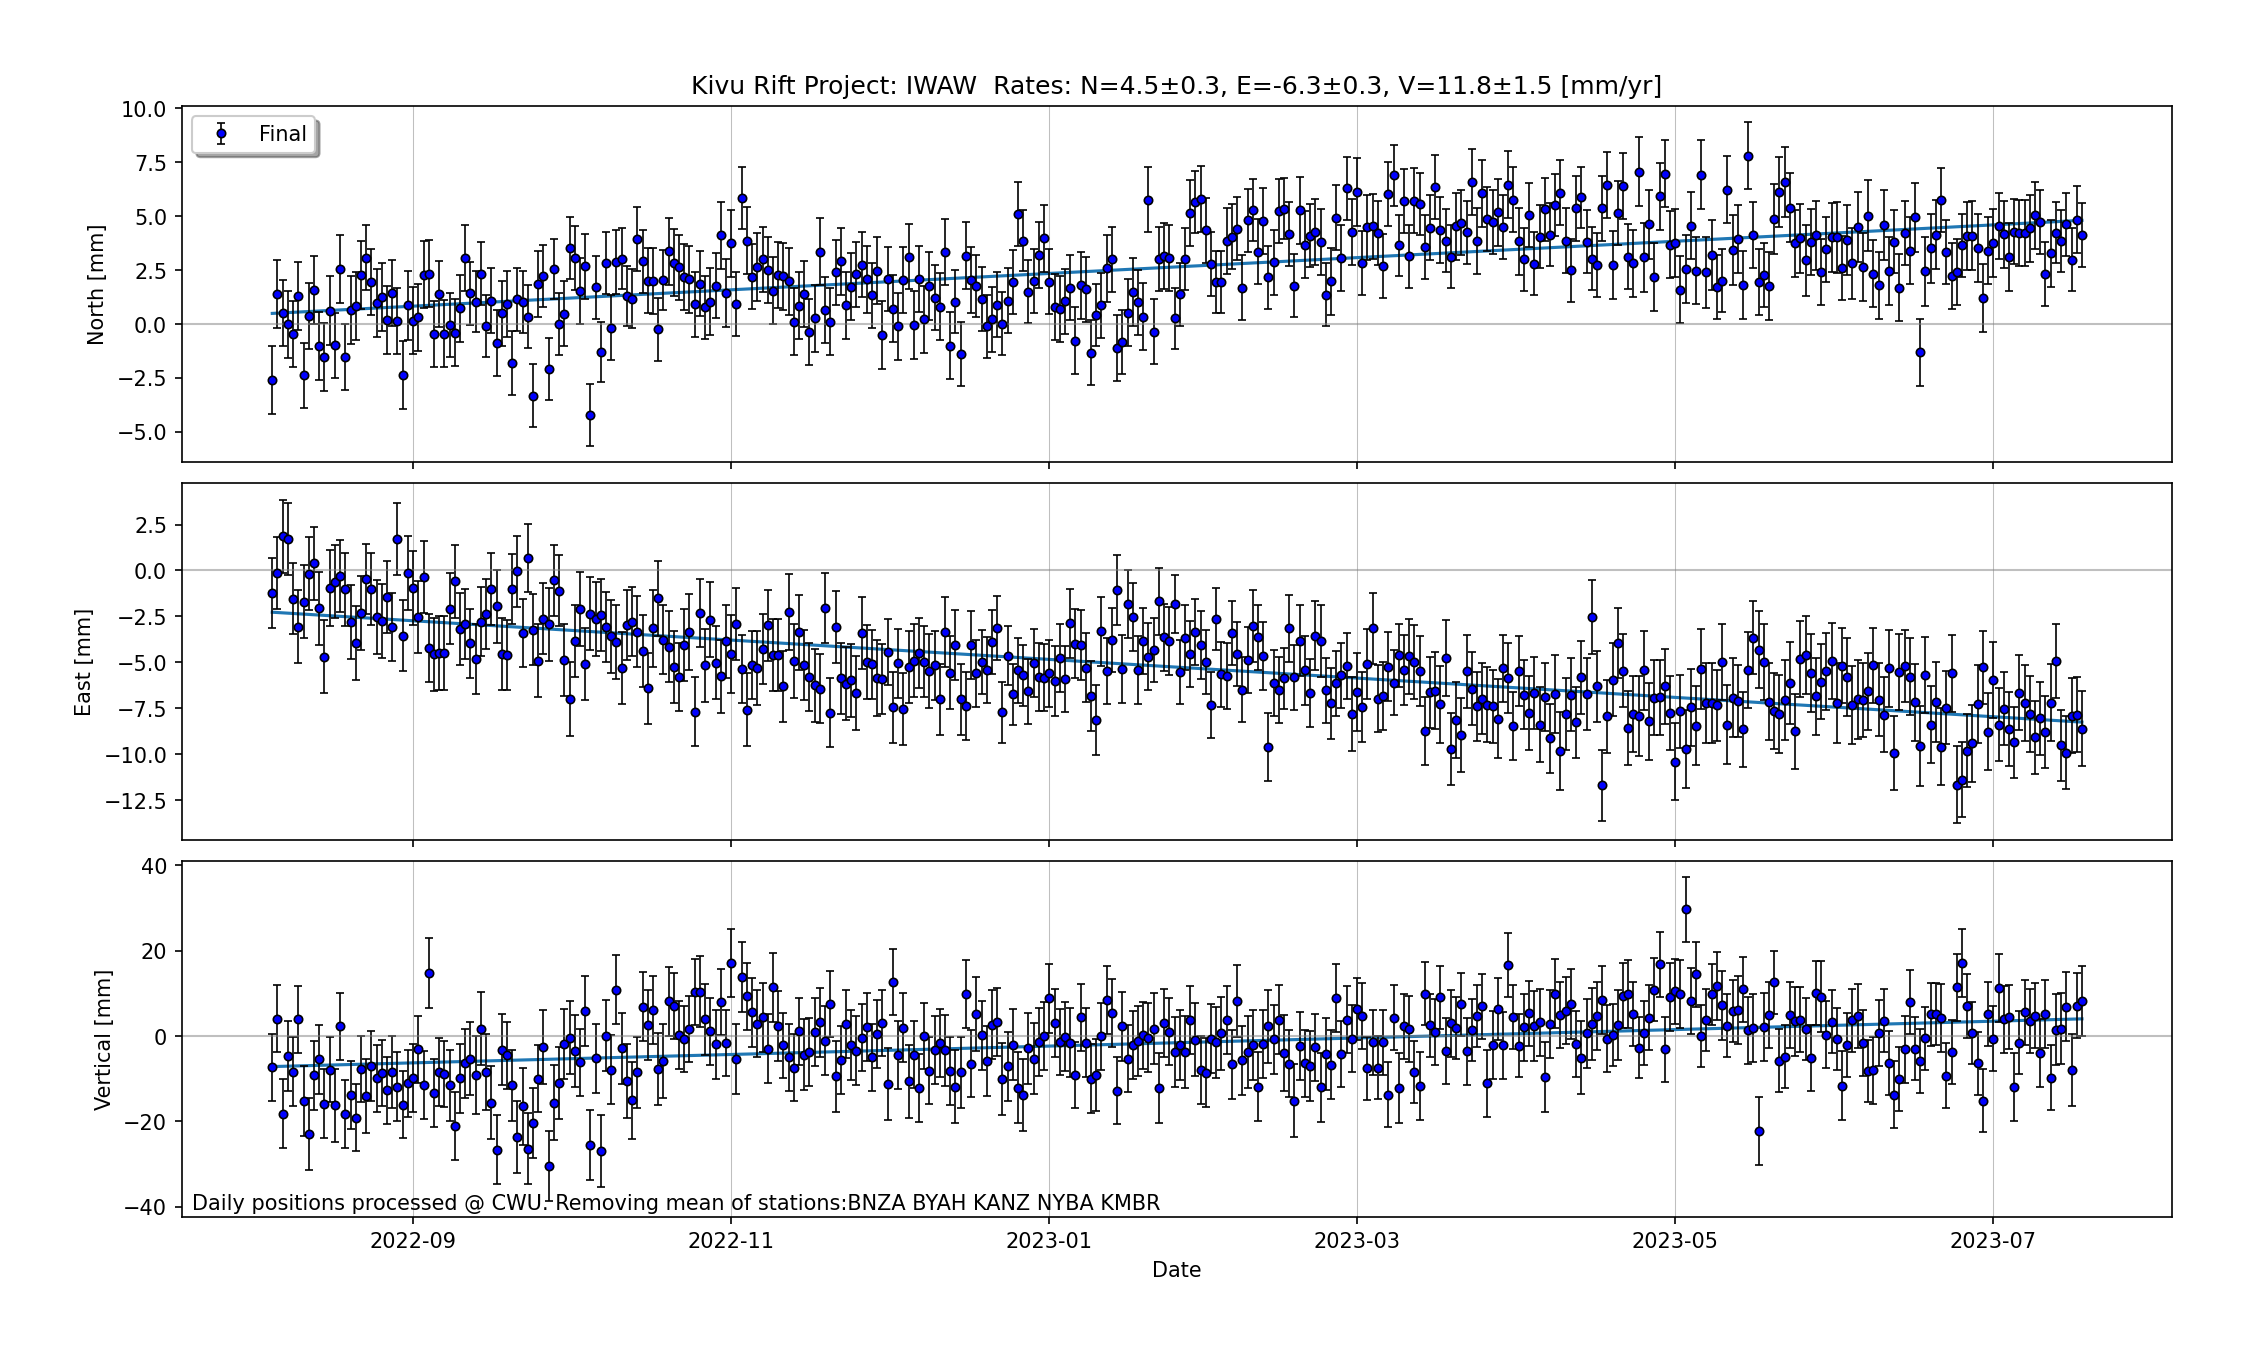 Kivu Rift Project: IWAW  Rates: N=4.5±0.3, E=-6.3±0.3, V=11.8±1.5 [mm/yr]
Final
North [mm]
10.0
7.5
5.0
2.5
0.0
−2.5
−5.0
East [mm]
2.5
0.0
−2.5
−5.0
−7.5
−10.0
−12.5
Vertical [mm]
40
20
0
−20
−40
Daily positions processed @ CWU. Removing mean of stations:BNZA BYAH KANZ NYBA KMBR
2022-09 2022-11 2023-01 2023-03 2023-05 2023-07
Date